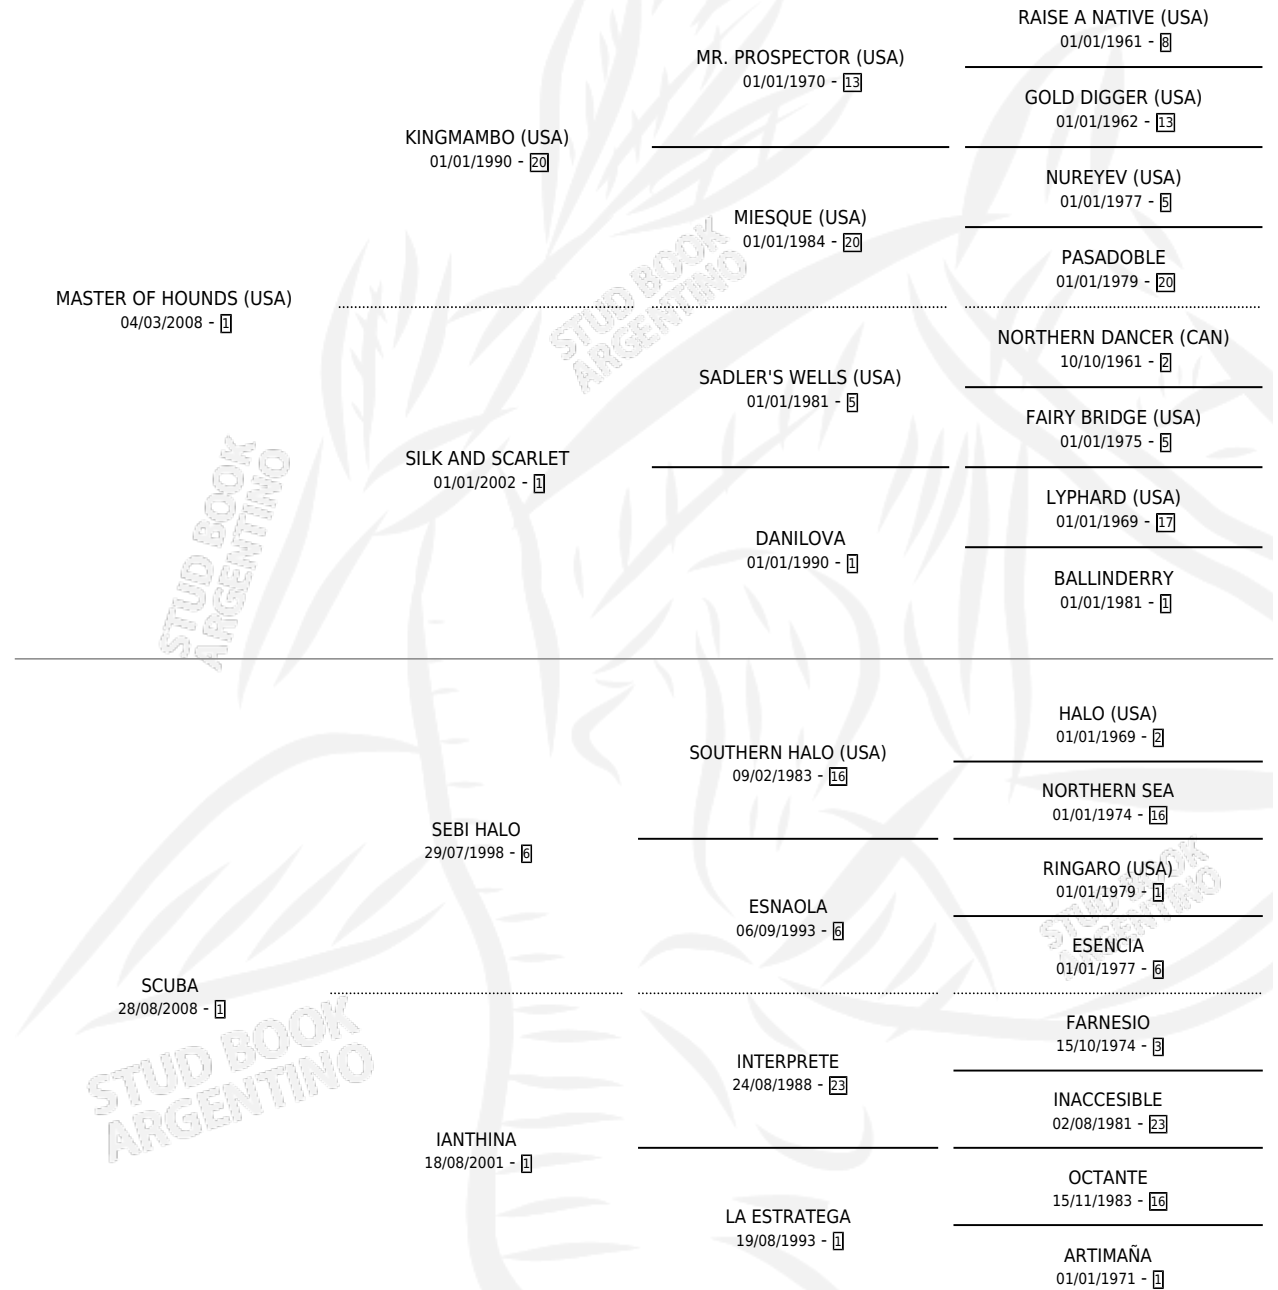 RAISE A NATIVE (USA)
01/01/1961 - 8
MR. PROSPECTOR (USA)
01/01/1970 - 13
GOLD DIGGER (USA)
01/01/1962 - 13
KINGMAMBO (USA)
01/01/1990 - 20
NUREYEV (USA)
01/01/1977 - 5
MIESQUE (USA)
01/01/1984 - 20
PASADOBLE
01/01/1979 - 20
MASTER OF HOUNDS (USA)
04/03/2008 - 1
NORTHERN DANCER (CAN)
10/10/1961 - 2
SADLER'S WELLS (USA)
01/01/1981 - 5
FAIRY BRIDGE (USA)
01/01/1975 - 5
SILK AND SCARLET
01/01/2002 - 1
LYPHARD (USA)
01/01/1969 - 17
DANILOVA
01/01/1990 - 1
BALLINDERRY
01/01/1981 - 1
STUD BOOK
ARGENTINO
STUD BOOK
ARGENTINO
HALO (USA)
01/01/1969 - 2
SOUTHERN HALO (USA)
09/02/1983 - 16
NORTHERN SEA
01/01/1974 - 16
SEBI HALO
29/07/1998 - 6
RINGARO (USA)
01/01/1979 - 1
ESNAOLA
06/09/1993 - 6
ESENCIA
01/01/1977 - 6
SCUBA
28/08/2008 - 1
FARNESIO
15/10/1974 - 3
INTERPRETE
24/08/1988 - 23
INACCESIBLE
02/08/1981 - 23
IANTHINA
18/08/2001 - 1
OCTANTE
15/11/1983 - 16
LA ESTRATEGA
19/08/1993 - 1
ARTIMAÑA
01/01/1971 - 1
STUD BOOK
ARGENTINO
STUD BOOK
ARGENTINO